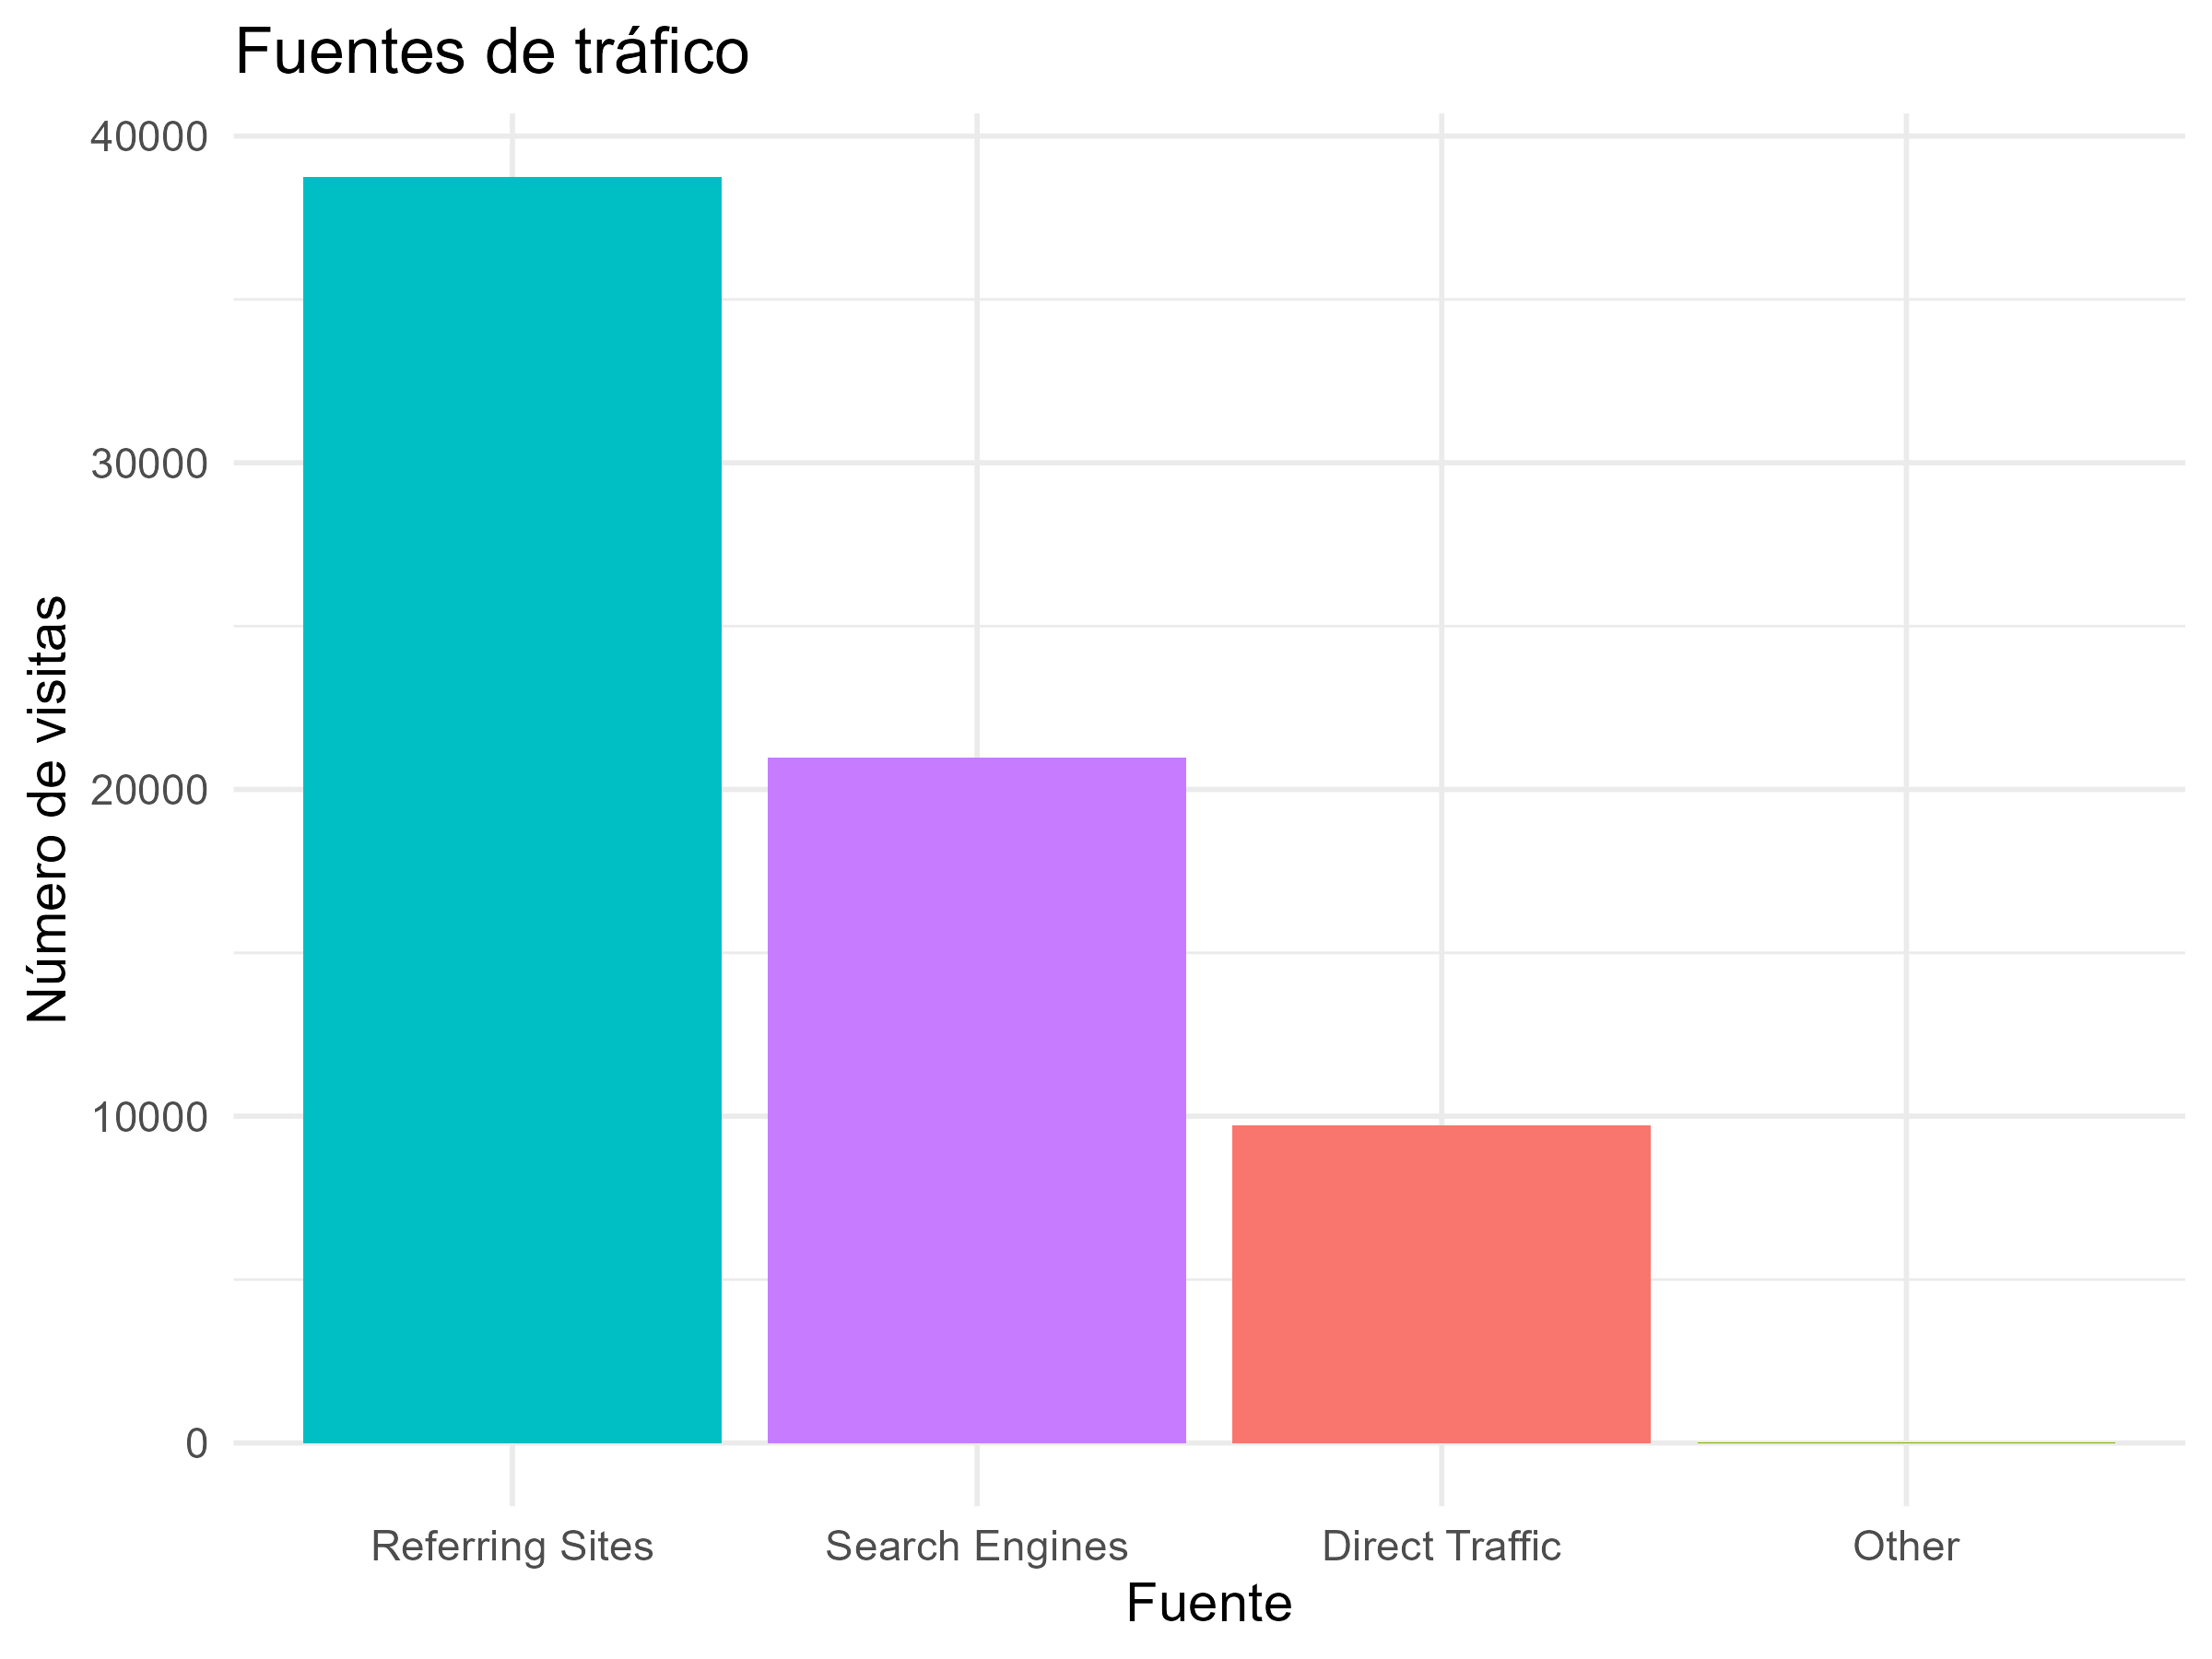 Fuentes de tráfico
Número de visitas
40000
30000
20000
10000
0
Referring Sites
Search Engines
Direct Traffic
Other
Fuente